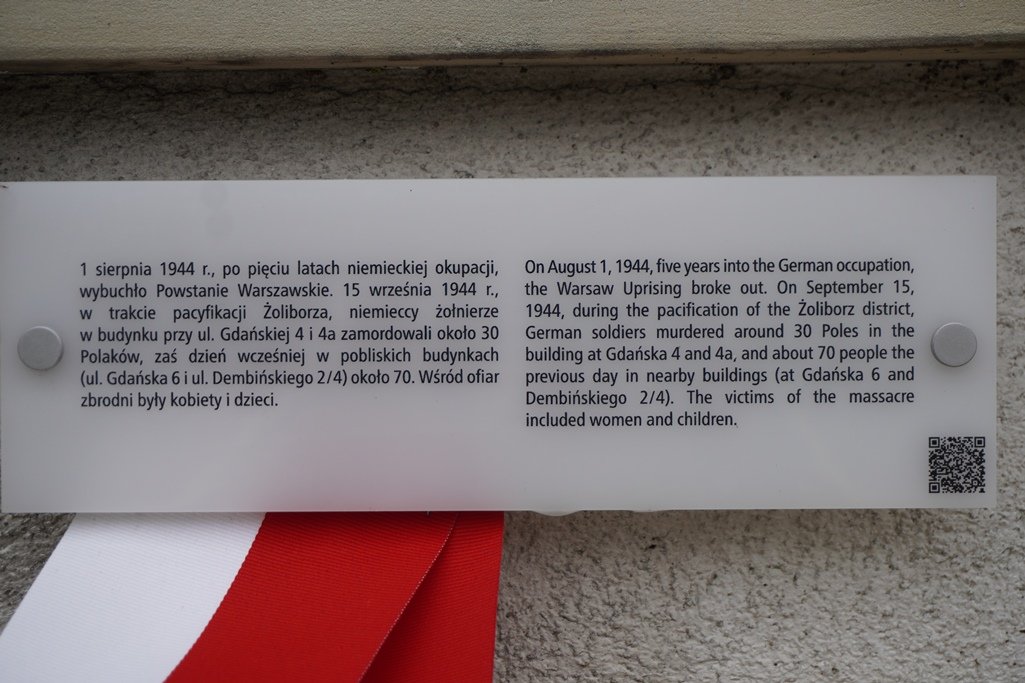 1 sierpnia 1944 r., po pięciu latach niemieckiej okupacji,
wybuchło Powstanie Warszawskie. 15 września 1944 r.,
w trakcie pacyfikacji Żoliborza, niemieccy żołnierze
w budynku przy ul. Gdańskiej 4 i 4a zamordowali około 30
Polaków, zaś dzień wcześniej w pobliskich budynkach
(ul. Gdańska 6 i ul. Dembińskiego 2/4) około 70. Wśród ofiar
zbrodni były kobiety i dzieci.
On August 1, 1944, five years into the German occupation,
the Warsaw Uprising broke out. On September 15,
1944, during the pacification of the Żoliborz district,
German soldiers murdered around 30 Poles in the
building at Gdańska 4 and 4a, and about 70 people the
previous day in nearby buildings (at Gdańska 6 and
Dembińskiego 2/4). The victims of the massacre
included women and children.